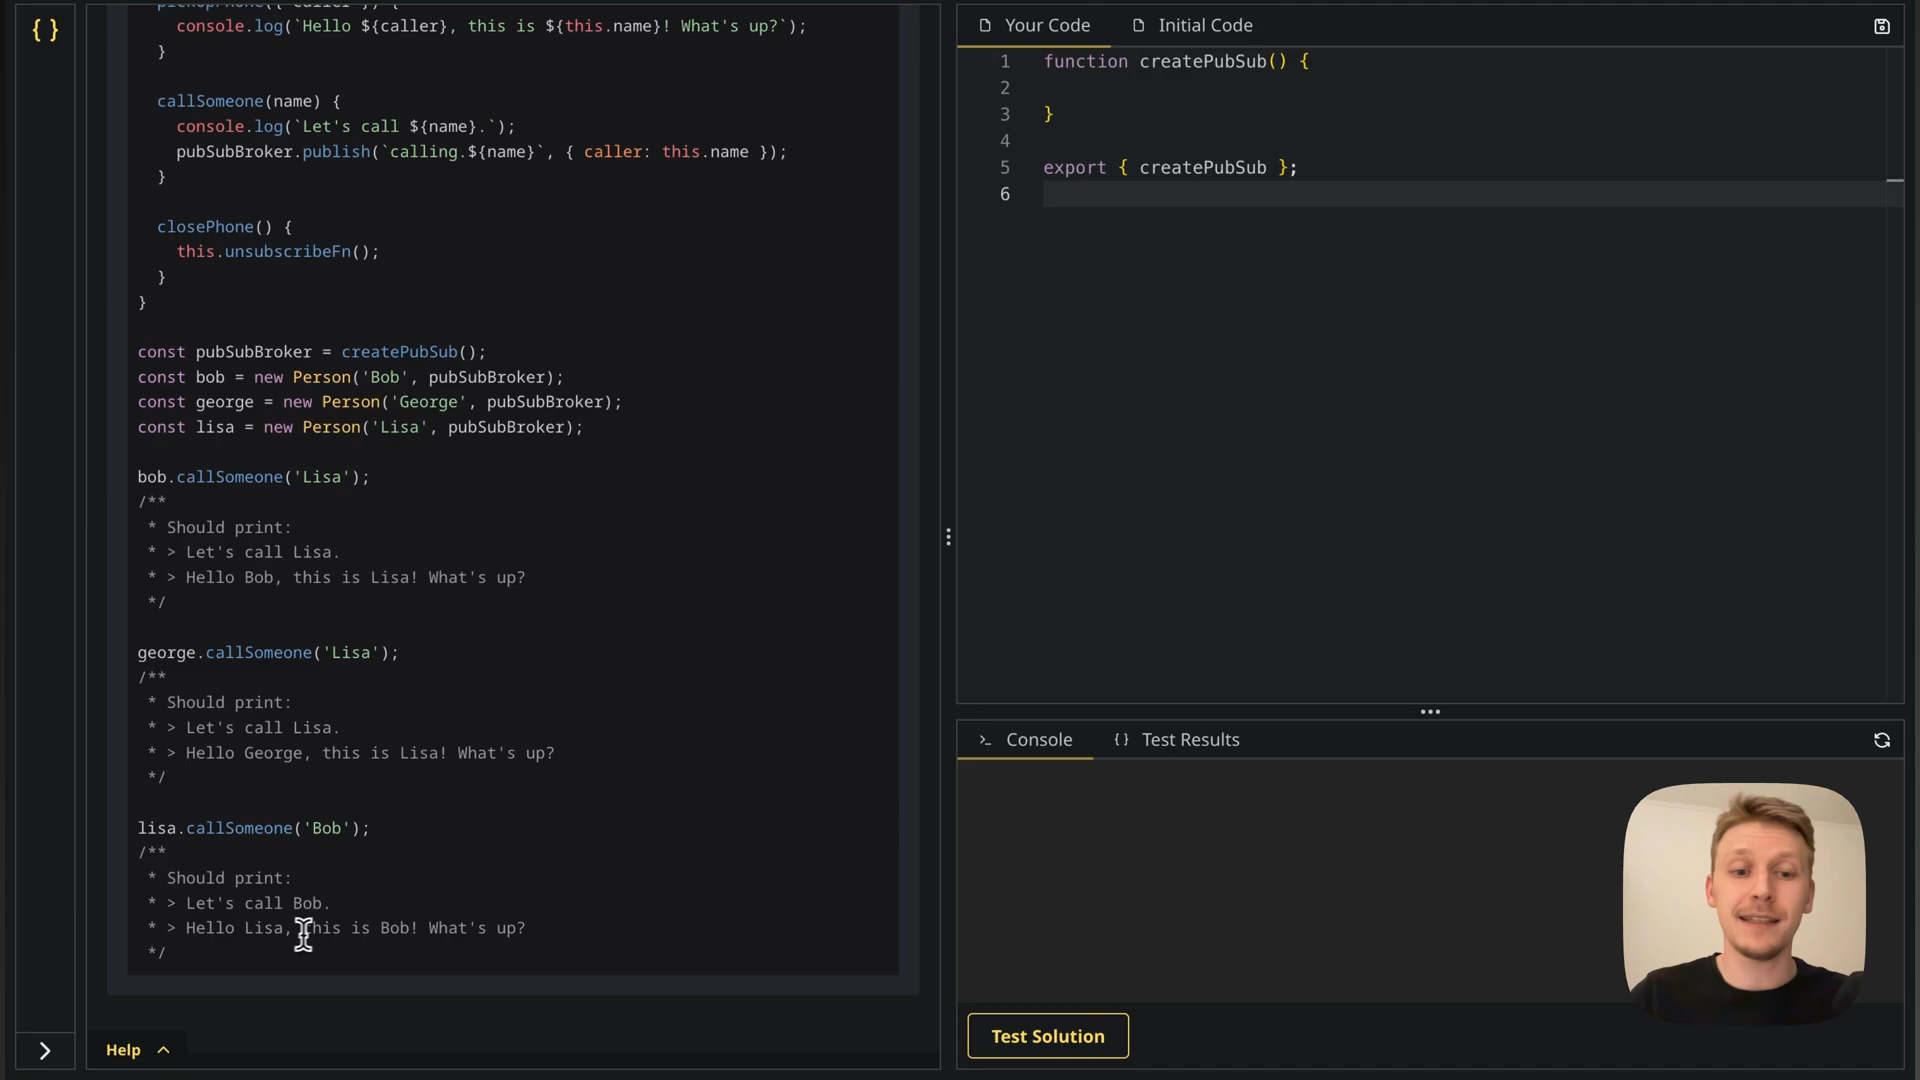 { }
console.log(`Hello ${caller}, this is ${this.name}! What's up?`);
}
callSomeone(name) {
console.log(`Let's call ${name}.`);
pubSubBroker.publish(`calling.${name}`, { caller: this.name });
}
closePhone() {
this.unsubscribeFn();
}
}
const pubSubBroker = createPubSub();
const bob = new Person('Bob', pubSubBroker);
const george = new Person('George', pubSubBroker);
const lisa = new Person('Lisa', pubSubBroker);
bob.callSomeone('Lisa');
/**
* Should print:
* > Let's call Lisa.
* > Hello Bob, this is Lisa! What's up?
*/
george.callSomeone('Lisa');
/**
* Should print:
* > Let's call Lisa.
* > Hello George, this is Lisa! What's up?
*/
lisa.callSomeone('Bob');
/**
* Should print:
* > Let's call Bob.
* > Hello Lisa, this is Bob! What's up?
*/
Help
Your Code
Initial Code
1 function createPubSub() {
2
3 }
4
5 export { createPubSub };
6
Console
{} Test Results
Test Solution